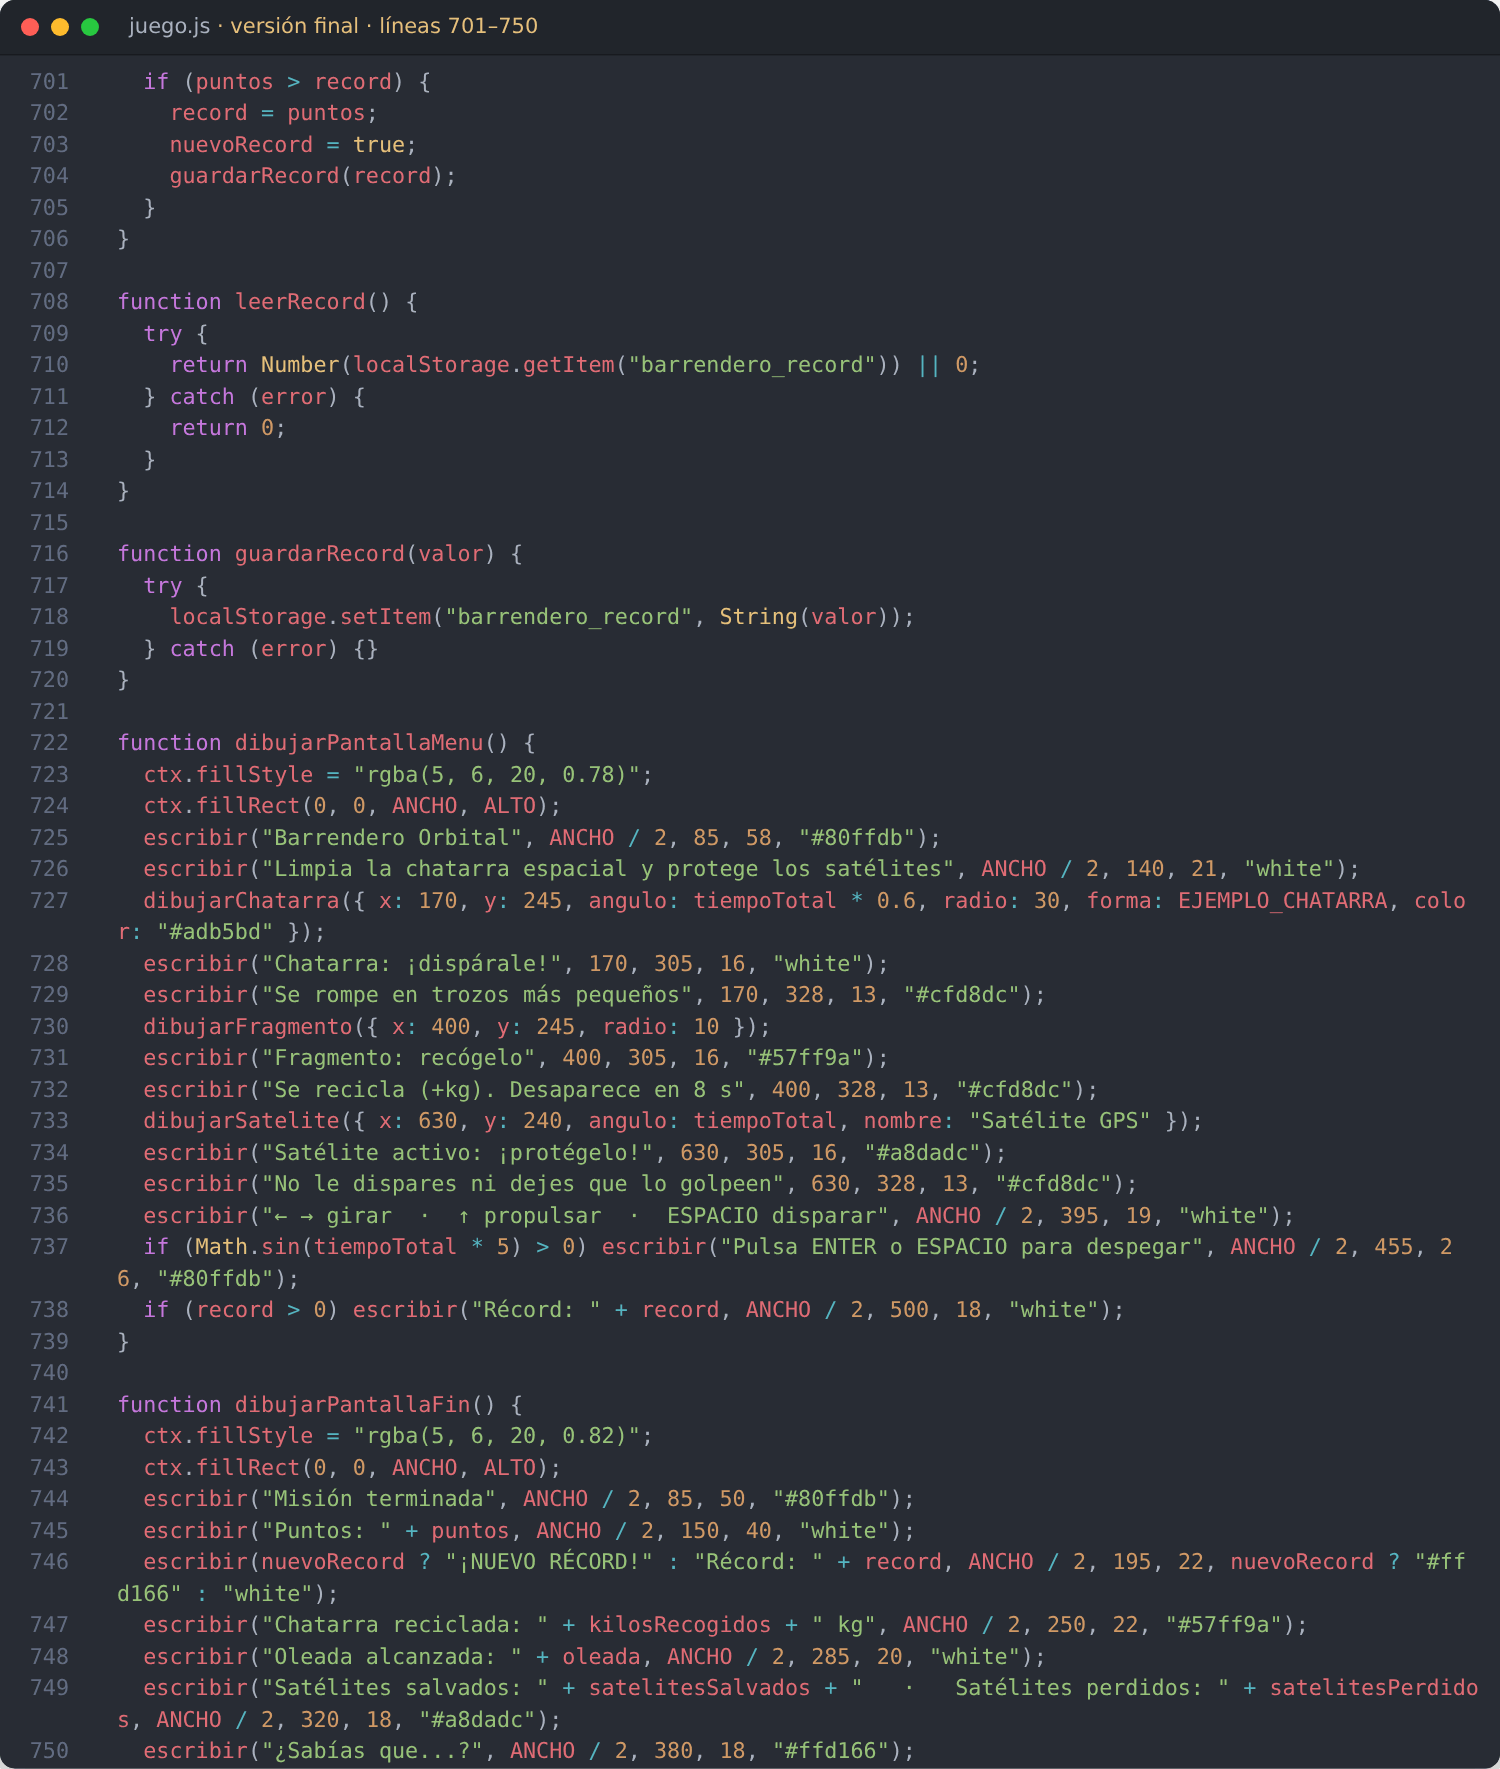 juego.js · versión final · líneas 701–750
701 if (puntos > record) {
702 record = puntos;
703 nuevoRecord = true;
704 guardarRecord(record);
705 }
706 }
707
708 function leerRecord() {
709 try {
710 return Number(localStorage.getItem("barrendero_record")) || 0;
711 } catch (error) {
712 return 0;
713 }
714 }
715
716 function guardarRecord(valor) {
717 try {
718 localStorage.setItem("barrendero_record", String(valor));
719 } catch (error) {}
720 }
721
722 function dibujarPantallaMenu() {
723 ctx.fillStyle = "rgba(5, 6, 20, 0.78)";
724 ctx.fillRect(0, 0, ANCHO, ALTO);
725 escribir("Barrendero Orbital", ANCHO / 2, 85, 58, "#80ffdb");
726 escribir("Limpia la chatarra espacial y protege los satélites", ANCHO / 2, 140, 21, "white");
727 dibujarChatarra({ x: 170, y: 245, angulo: tiempoTotal * 0.6, radio: 30, forma: EJEMPLO_CHATARRA, colo
r: "#adb5bd" });
728 escribir("Chatarra: ¡dispárale!", 170, 305, 16, "white");
729 escribir("Se rompe en trozos más pequeños", 170, 328, 13, "#cfd8dc");
730 dibujarFragmento({ x: 400, y: 245, radio: 10 });
731 escribir("Fragmento: recógelo", 400, 305, 16, "#57ff9a");
732 escribir("Se recicla (+kg). Desaparece en 8 s", 400, 328, 13, "#cfd8dc");
733 dibujarSatelite({ x: 630, y: 240, angulo: tiempoTotal, nombre: "Satélite GPS" });
734 escribir("Satélite activo: ¡protégelo!", 630, 305, 16, "#a8dadc");
735 escribir("No le dispares ni dejes que lo golpeen", 630, 328, 13, "#cfd8dc");
736 escribir("← → girar  ·  ↑ propulsar  ·  ESPACIO disparar", ANCHO / 2, 395, 19, "white");
737 if (Math.sin(tiempoTotal * 5) > 0) escribir("Pulsa ENTER o ESPACIO para despegar", ANCHO / 2, 455, 2
6, "#80ffdb");
738 if (record > 0) escribir("Récord: " + record, ANCHO / 2, 500, 18, "white");
739 }
740
741 function dibujarPantallaFin() {
742 ctx.fillStyle = "rgba(5, 6, 20, 0.82)";
743 ctx.fillRect(0, 0, ANCHO, ALTO);
744 escribir("Misión terminada", ANCHO / 2, 85, 50, "#80ffdb");
745 escribir("Puntos: " + puntos, ANCHO / 2, 150, 40, "white");
746 escribir(nuevoRecord ? "¡NUEVO RÉCORD!" : "Récord: " + record, ANCHO / 2, 195, 22, nuevoRecord ? "#ff
d166" : "white");
747 escribir("Chatarra reciclada: " + kilosRecogidos + " kg", ANCHO / 2, 250, 22, "#57ff9a");
748 escribir("Oleada alcanzada: " + oleada, ANCHO / 2, 285, 20, "white");
749 escribir("Satélites salvados: " + satelitesSalvados + "   ·   Satélites perdidos: " + satelitesPerdido
s, ANCHO / 2, 320, 18, "#a8dadc");
750 escribir("¿Sabías que...?", ANCHO / 2, 380, 18, "#ffd166");